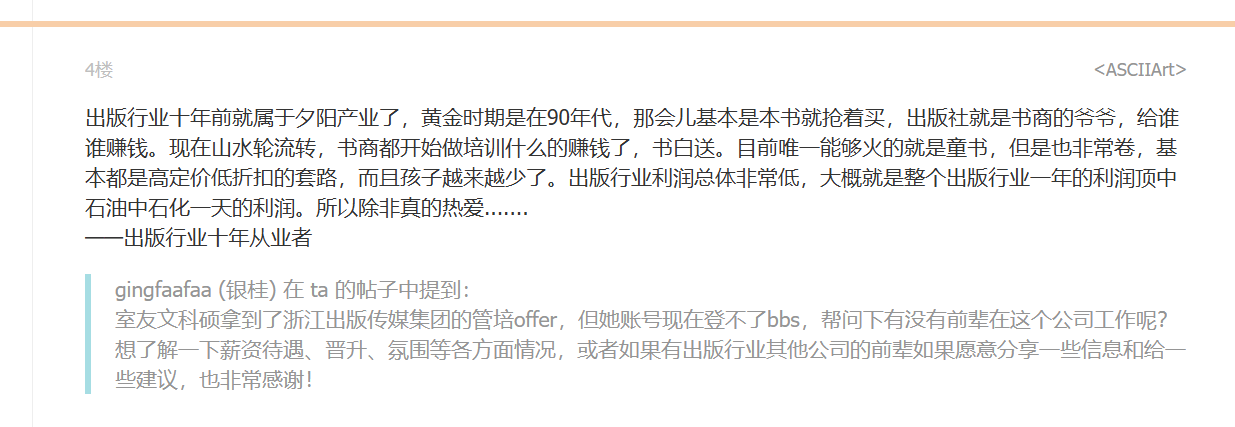 4楼 <ASCIIArt>
出版行业十年前就属于夕阳产业了，黄金时期是在90年代，那会儿基本是本书就抢着买，出版社就是书商的爷爷，给谁
谁赚钱。现在山水轮流转，书商都开始做培训什么的赚钱了，书白送。目前唯一能够火的就是童书，但是也非常卷，基
本都是高定价低折扣的套路，而且孩子越来越少了。出版行业利润总体非常低，大概就是整个出版行业一年的利润顶中
石油中石化一天的利润。所以除非真的热爱.......
——出版行业十年从业者
gingfaafaa (银桂) 在 ta 的帖子中提到：
室友文科硕拿到了浙江出版传媒集团的管培offer，但她账号现在登不了bbs，帮问下有没有前辈在这个公司工作呢？
想了解一下薪资待遇、晋升、氛围等各方面情况，或者如果有出版行业其他公司的前辈如果愿意分享一些信息和给一
些建议，也非常感谢！